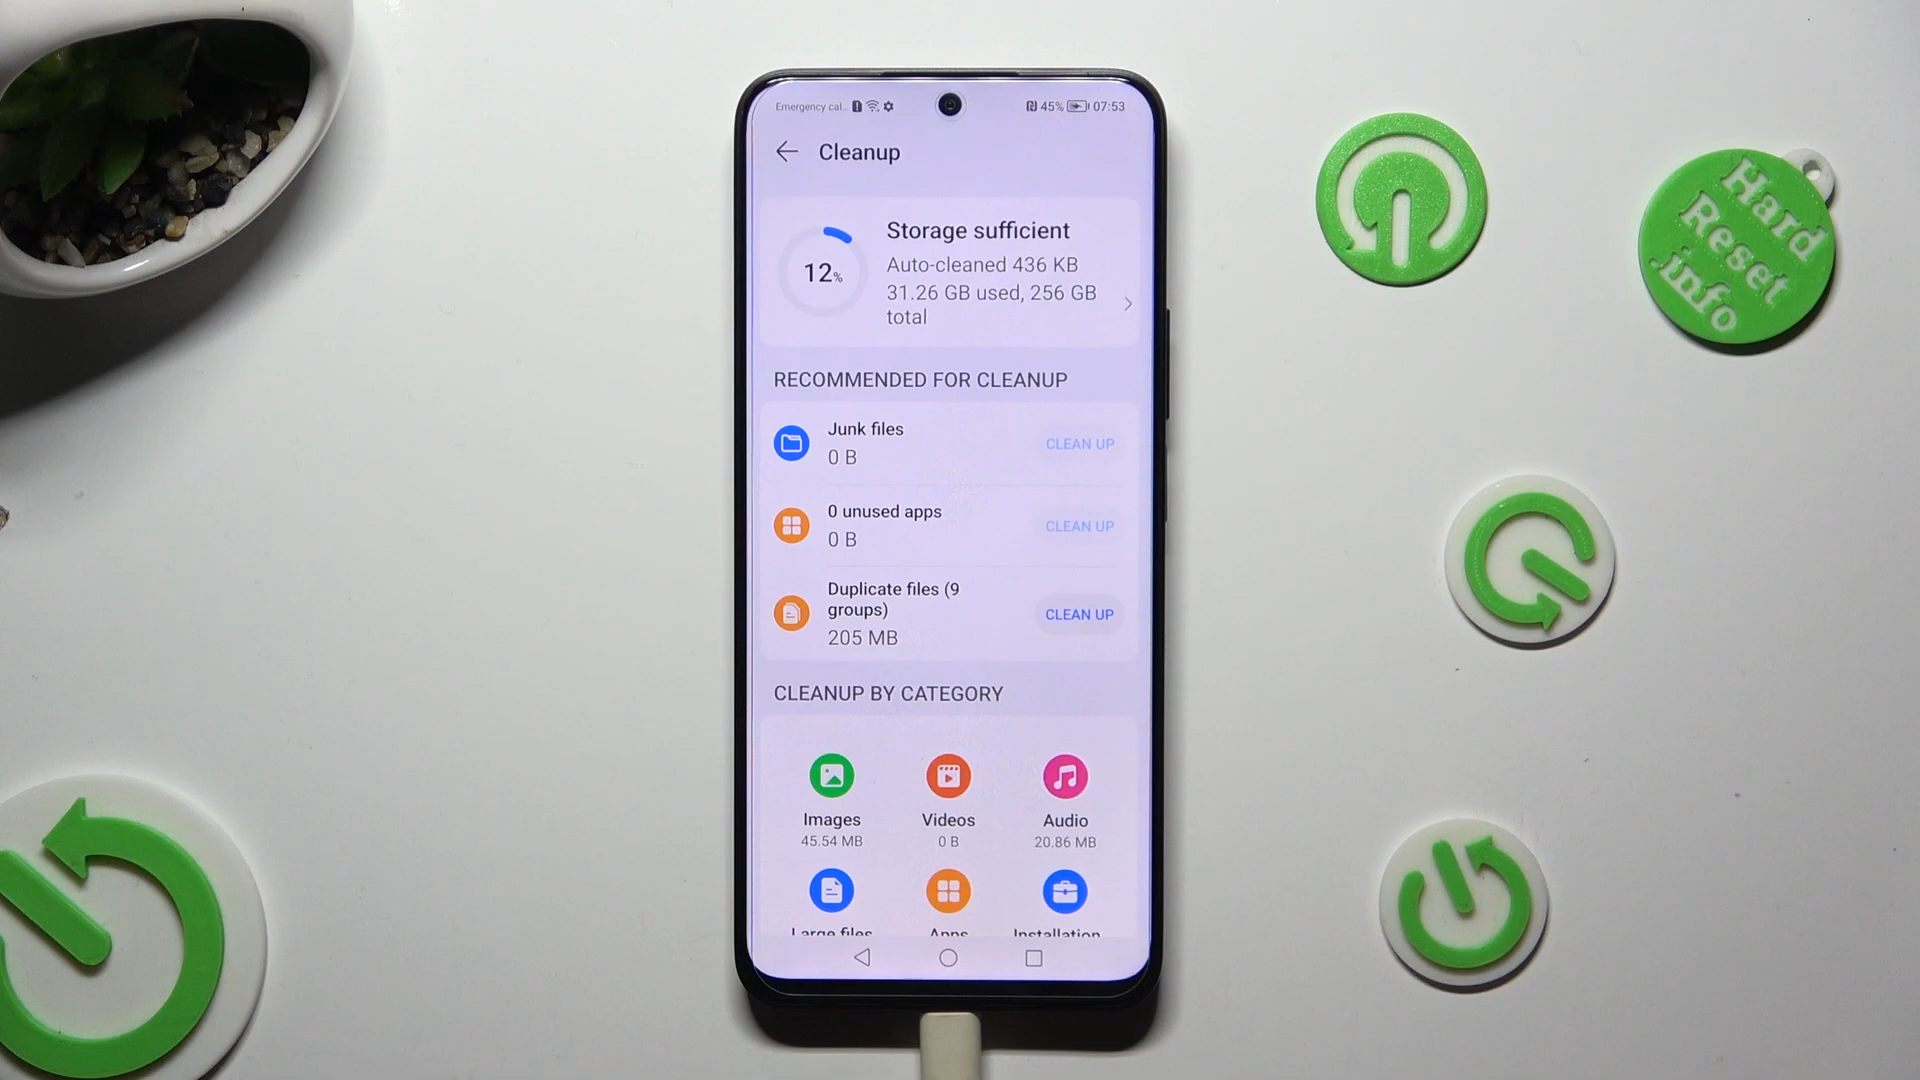 Emergency cal...
45% 07:53
Cleanup
12%
Storage sufficient
Auto-cleaned 436 KB
31.26 GB used, 256 GB
total
RECOMMENDED FOR CLEANUP
Junk files
0 B
CLEAN UP
0 unused apps
0 B
CLEAN UP
Duplicate files (9
groups)
205 MB
CLEAN UP
CLEANUP BY CATEGORY
Images
45.54 MB
Videos
0 B
Audio
20.86 MB
Large files
Apps
Installation
Hard
Reset
.info